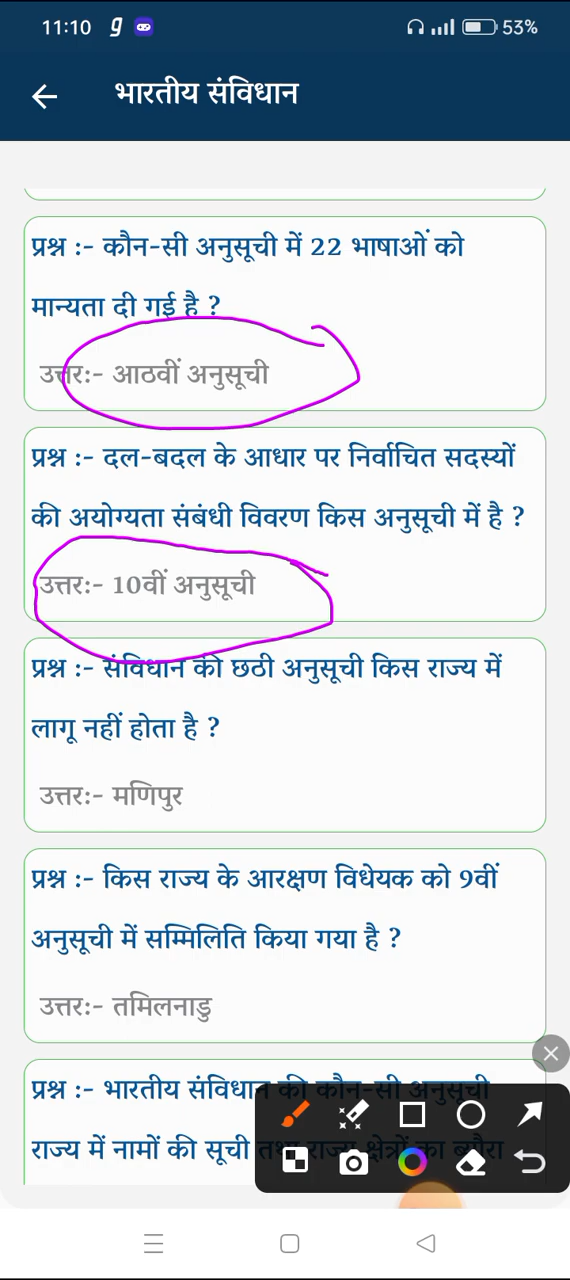 11:10 g 53%
भारतीय संविधान
प्रश्न :- कौन-सी अनुसूची में 22 भाषाओं को
मान्यता दी गई है ?
उत्तर:- आठवीं अनुसूची
प्रश्न :- दल-बदल के आधार पर निर्वाचित सदस्यों
की अयोग्यता संबंधी विवरण किस अनुसूची में है ?
उत्तर:- 10वीं अनुसूची
प्रश्न :- संविधान की छठी अनुसूची किस राज्य में
लागू नहीं होता है ?
उत्तर:- मणिपुर
प्रश्न :- किस राज्य के आरक्षण विधेयक को 9वीं
अनुसूची में सम्मिलिति किया गया है ?
उत्तर:- तमिलनाडु
प्रश्न :- भारतीय संविधान की कौन-सी अनुसूची
राज्य में नामों की सूची तथा राज्य क्षेत्रों का ब्यौरा